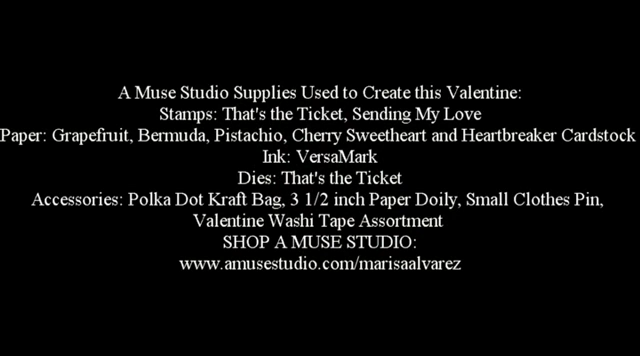 A Muse Studio Supplies Used to Create this Valentine:
Stamps: That's the Ticket, Sending My Love
Paper: Grapefruit, Bermuda, Pistachio, Cherry Sweetheart and Heartbreaker Cardstock
Ink: VersaMark
Dies: That's the Ticket
Accessories: Polka Dot Kraft Bag, 3 1/2 inch Paper Doily, Small Clothes Pin,
Valentine Washi Tape Assortment
SHOP A MUSE STUDIO:
www.amusestudio.com/marisaalvarez